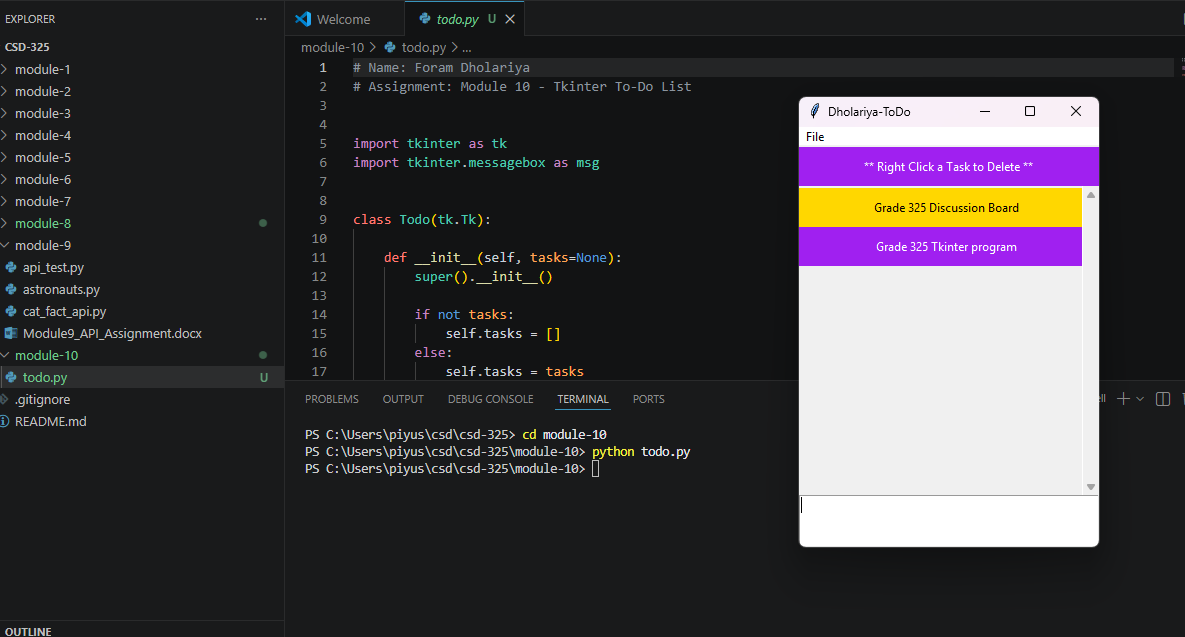 EXPLORER
CSD-325
module-1
module-2
module-3
module-4
module-5
module-6
module-7
module-8
module-9
api_test.py
astronauts.py
cat_fact_api.py
Module9_API_Assignment.docx
module-10
todo.py U
.gitignore
README.md
OUTLINE
Welcome
todo.py U
module-10 > todo.py > ...
1 # Name: Foram Dholariya
2 # Assignment: Module 10 - Tkinter To-Do List
3
4
5 import tkinter as tk
6 import tkinter.messagebox as msg
7
8
9 class Todo(tk.Tk):
10
11 def __init__(self, tasks=None):
12 super().__init__()
13
14 if not tasks:
15 self.tasks = []
16 else:
17 self.tasks = tasks
PROBLEMS OUTPUT DEBUG CONSOLE TERMINAL PORTS
PS C:\Users\piyus\csd\csd-325> cd module-10
PS C:\Users\piyus\csd\csd-325\module-10> python todo.py
PS C:\Users\piyus\csd\csd-325\module-10>
Dholariya-ToDo
File
** Right Click a Task to Delete **
Grade 325 Discussion Board
Grade 325 Tkinter program